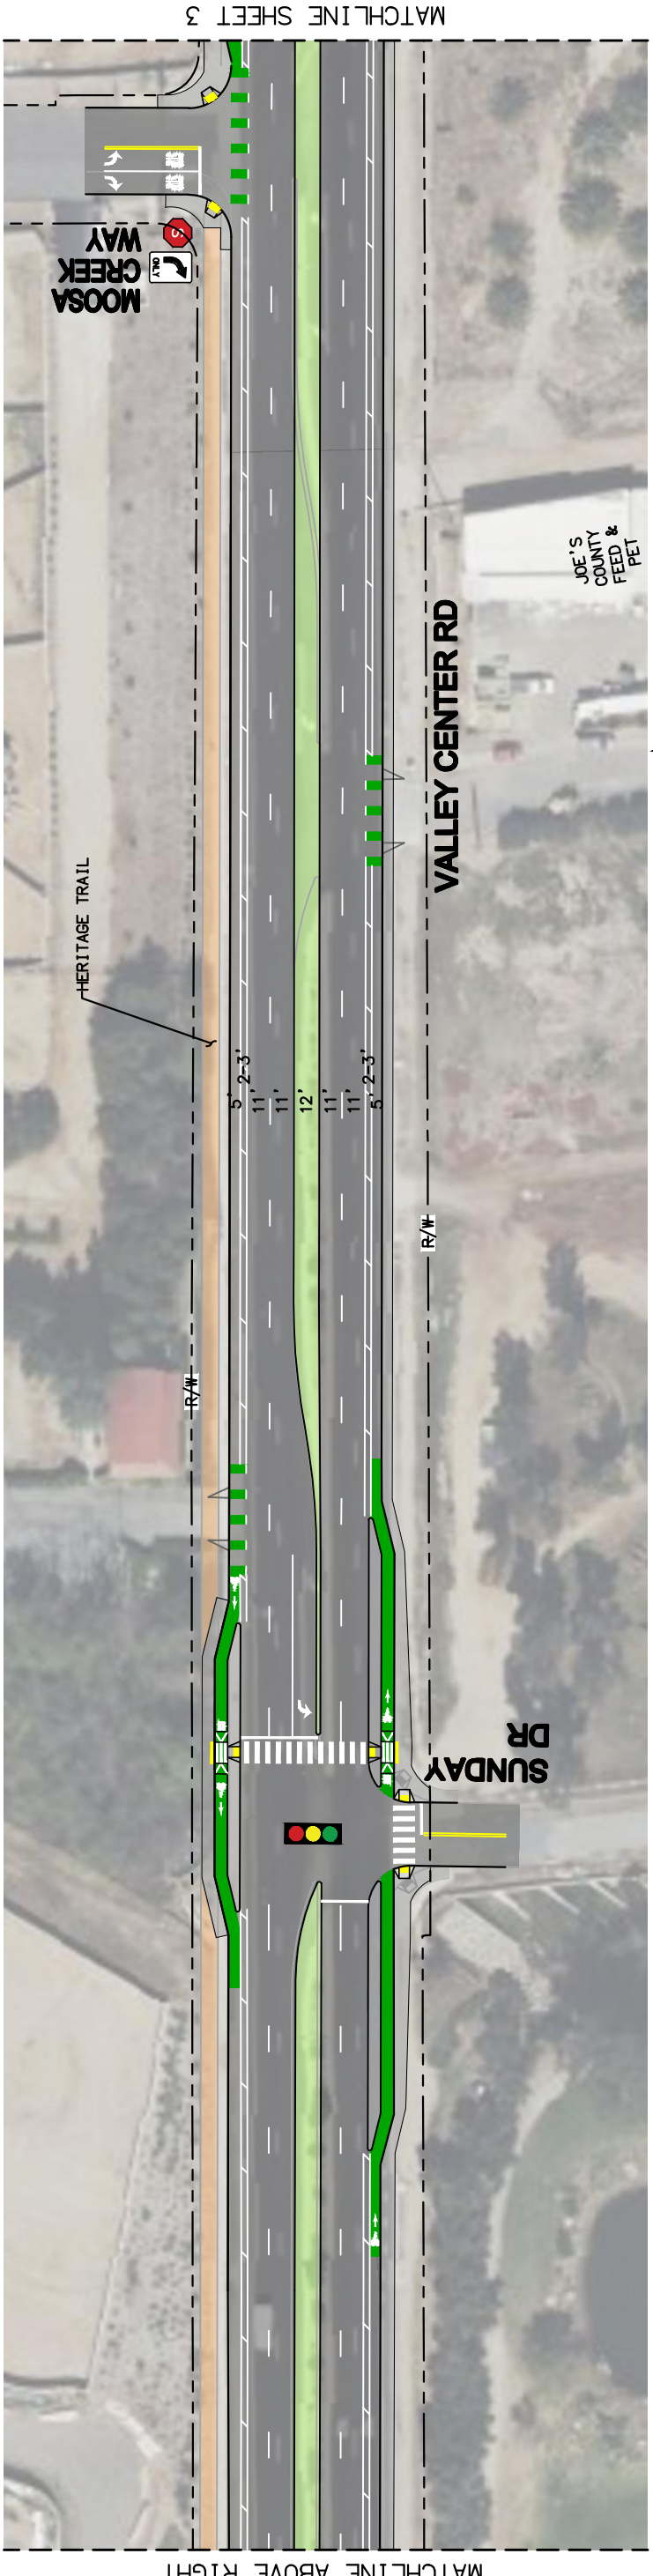 MATCHLINE SHEET 3
MOOSA
CREEK
WAY
ONLY
S
JOE'S
COUNTY
FEED &
PET
VALLEY CENTER RD
HERITAGE TRAIL
5'
2-3'
11'
11'
12'
11'
11'
2-3'
5'
R/W
R/W
SUNDAY
DR
MATCHLINE ABOVE RIGHT